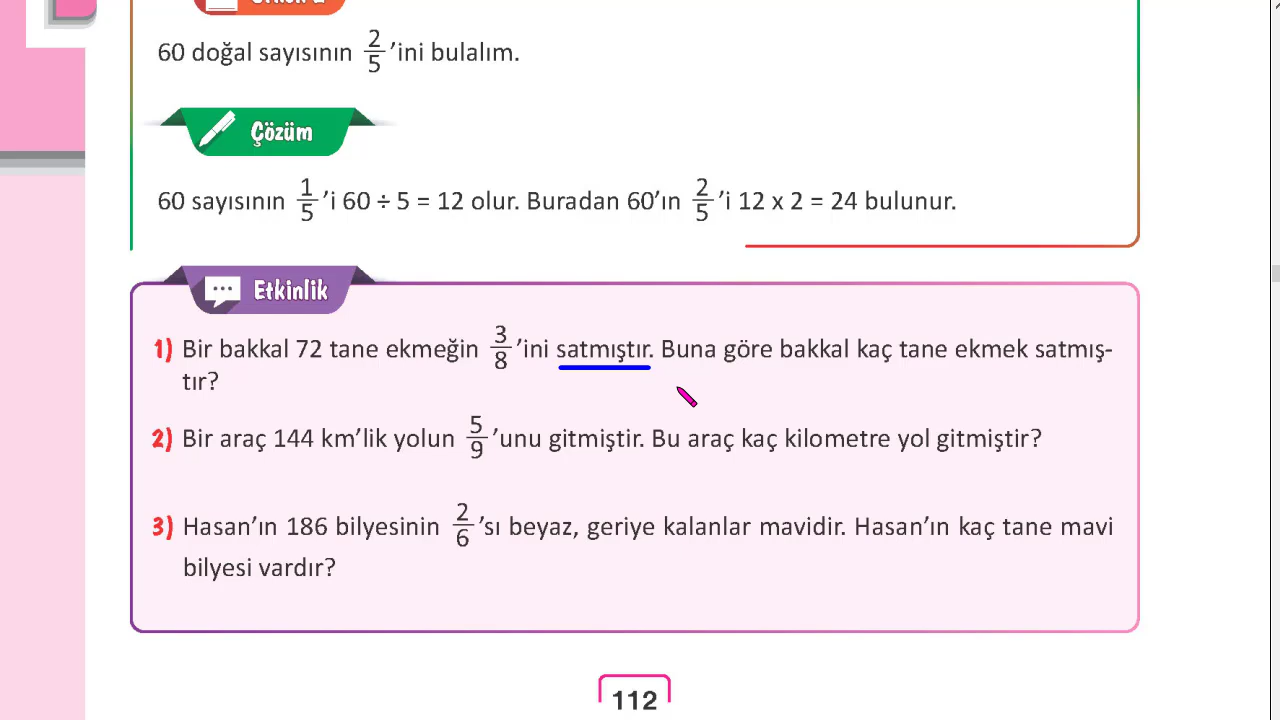 60 doğal sayısının 2/5 'ini bulalım.
Çözüm
60 sayısının 1/5 'i 60 ÷ 5 = 12 olur. Buradan 60'ın 2/5 'i 12 x 2 = 24 bulunur.
Etkinlik
1) Bir bakkal 72 tane ekmeğin 3/8 'ini satmıştır. Buna göre bakkal kaç tane ekmek satmış-
tır?
2) Bir araç 144 km'lik yolun 5/9 'unu gitmiştir. Bu araç kaç kilometre yol gitmiştir?
3) Hasan'ın 186 bilyesinin 2/6 'sı beyaz, geriye kalanlar mavidir. Hasan'ın kaç tane mavi
bilyesi vardır?
112